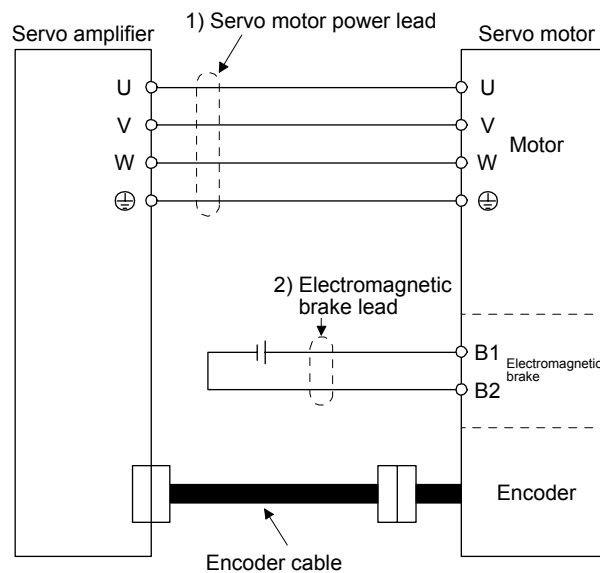 1) Servo motor power lead
Servo amplifier
Servo motor
U
U
V
V
Motor
W
W
2) Electromagnetic
brake lead
B1
Electromagnetic
brake
B2
Encoder
Encoder cable